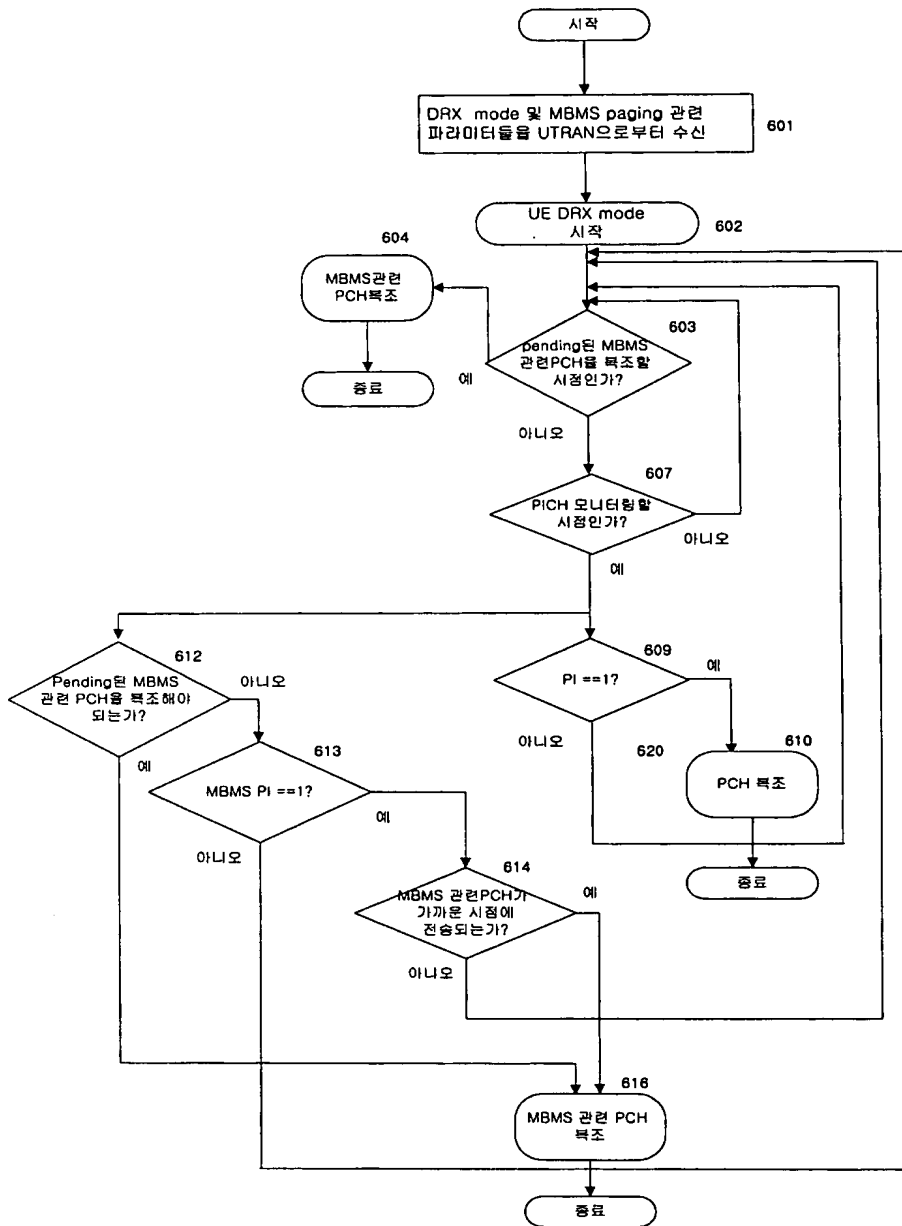 시작
DRX mode 및 MBMS paging 관련
파라미터들을 UTRAN으로부터 수신
601
UE DRX mode
시작
602
604
MBMS관련
PCH복조
종료
603
pending된 MBMS
관련PCH을 복조할
시점인가?
예
아니오
607
PICH 모니터링할
시점인가?
아니오
예
612
Pending된 MBMS
관련 PCH을 복조해야
되는가?
아니오
예
609
PI ==1?
예
아니오
620
610
PCH 복조
종료
613
MBMS PI ==1?
예
아니오
614
MBMS 관련PCH가
가까운 시점에
전송되는가?
예
아니오
616
MBMS 관련 PCH
복조
종료